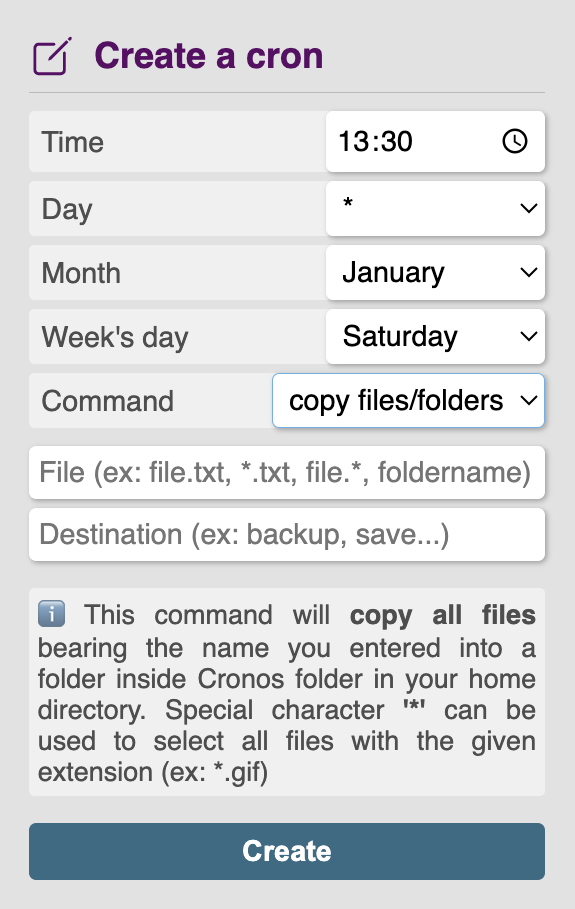 Create a cron
Time 13:30
Day *
Month January
Week's day Saturday
Command copy files/folders
File (ex: file.txt, *.txt, file.*, foldername)
Destination (ex: backup, save...)
i This command will copy all files
bearing the name you entered into a
folder inside Cronos folder in your home
directory. Special character '*' can be
used to select all files with the given
extension (ex: *.gif)
Create